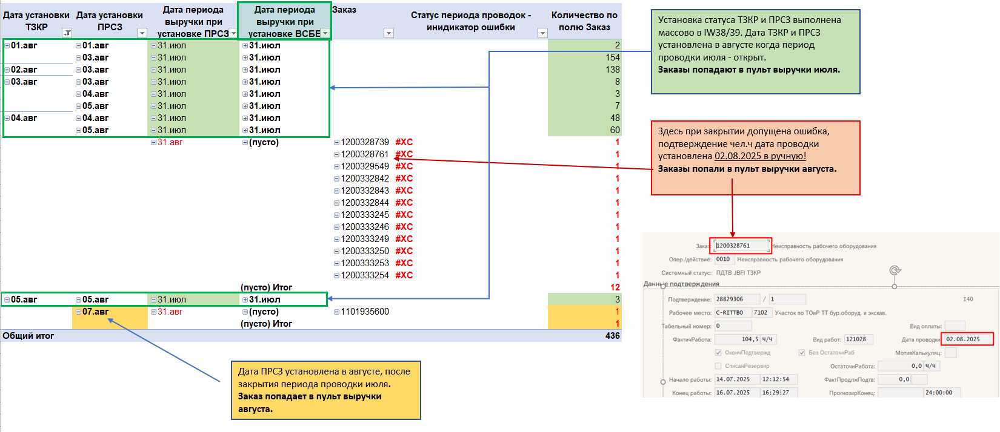 Дата установки ТЗКР
Дата установки ПРСЗ
Дата периода выручки при установке ПРСЗ
Дата периода выручки при установке ВСБЕ
Заказ
Статус периода проводок - инидикатор ошибки
Количество по полю Заказ
01.авг 01.авг 31.июл 31.июл 2
03.авг 31.июл 31.июл 154
02.авг 03.авг 31.июл 31.июл 138
03.авг 03.авг 31.июл 31.июл 8
04.авг 31.июл 31.июл 3
05.авг 31.июл 31.июл 7
04.авг 04.авг 31.июл 31.июл 48
05.авг 31.июл 31.июл 60
31.авг (пусто) 1200328739 #ХС 1
1200328761 #ХС 1
1200329549 #ХС 1
1200332842 #ХС 1
1200332843 #ХС 1
1200332844 #ХС 1
1200333245 #ХС 1
1200333246 #ХС 1
1200333249 #ХС 1
1200333250 #ХС 1
1200333253 #ХС 1
1200333254 #ХС 1
(пусто) Итог 12
05.авг 05.авг 31.июл 31.июл 3
07.авг 31.авг (пусто) 1101935600 1
(пусто) Итог 1
Общий итог 436
Установка статуса ТЗКР и ПРСЗ выполнена
массово в IW38/39. Дата ТЗКР и ПРСЗ
установлена в августе когда период
проводки июля - открит.
Заказы попадают в пульт выручки июля.
Здесь при закрытии допущена ошибка,
подтверждение чел.ч дата проводки
установлена 02.08.2025 в ручную!
Заказы попали в пульт выручки августа.
Дата ПРСЗ установлена в августе, после
закрытия периода проводки июля.
Заказ попадает в пульт выручки
августа.
Заказ: 1200328761 Неисправность рабочего оборудования
Опер./действие: 0010 Неисправность рабочего оборудования
Системный статус: ПДТВ JBFI ТЗКР
Данные подтверждения
Подтверждение: 28829306 / 1 I40
Рабочее место: C-RITTBO 7102 Участок по ТОиР ТТ бур.оборуд. и экскав.
Табельный номер: 0 Вид оплаты:
ФактичРабота: 104,5 Ч/Ч Вид работ: 121028 Дата проводки 02.08.2025
ОкончПодтвержд Без ОстаточнРаб МотивКалькуляц:
СписанРезервир ОстаточнРабота: 0,0 Ч/Ч
Начало работы: 14.07.2025 12:12:54 ФактПродлжПодтв: 0,0
Конец работы: 16.07.2025 16:29:27 ПрогнозирКонец: 24:00:00